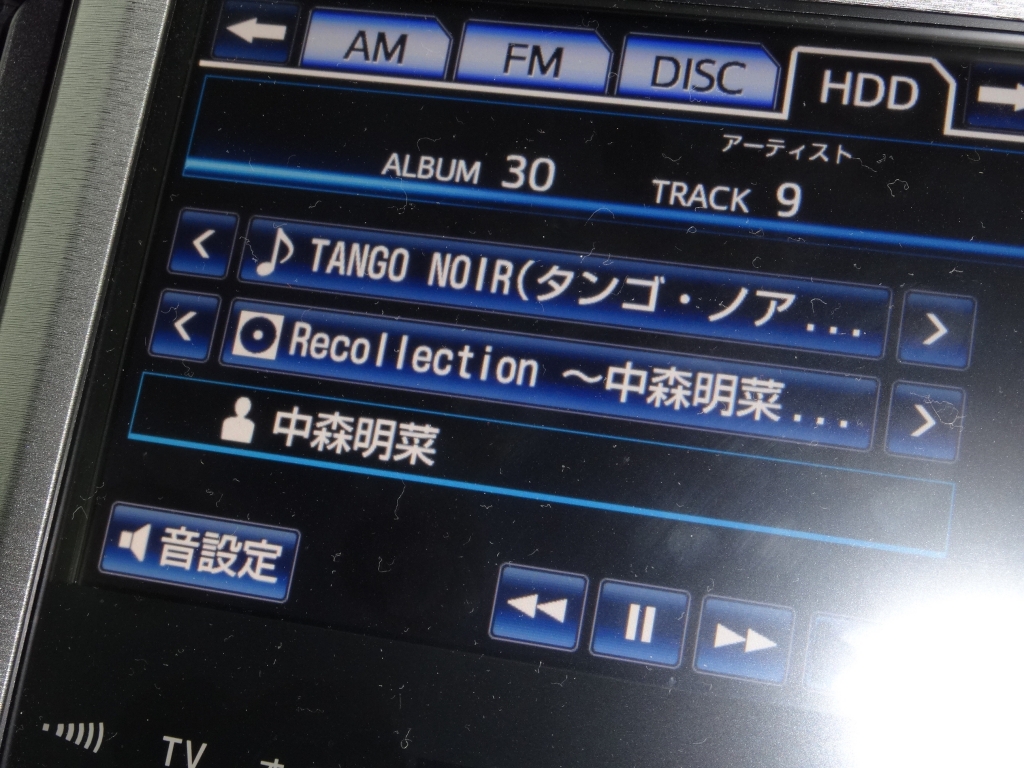 AM FM DISC HDD
アーティスト
ALBUM 30 TRACK 9
TANGO NOIR(タンゴ・ノア...
Recollection ～中森明菜...
中森明菜
音設定
TV